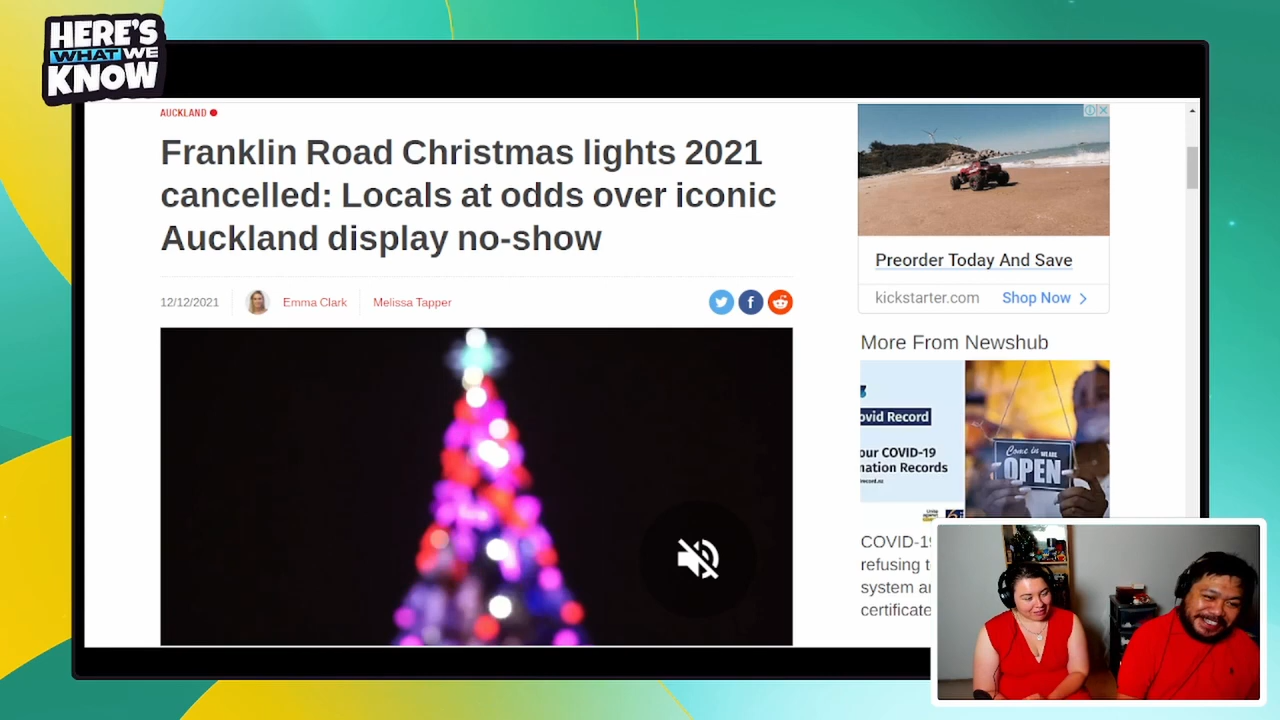 HERE'S
WHAT WE
KNOW
AUCKLAND
Franklin Road Christmas lights 2021
cancelled: Locals at odds over iconic
Auckland display no-show
12/12/2021 Emma Clark Melissa Tapper
Preorder Today And Save
kickstarter.com Shop Now
More From Newshub
ovid Record
our COVID-19
nation Records
Come in WE ARE
OPEN
COVID-19
refusing t
system a
certificate